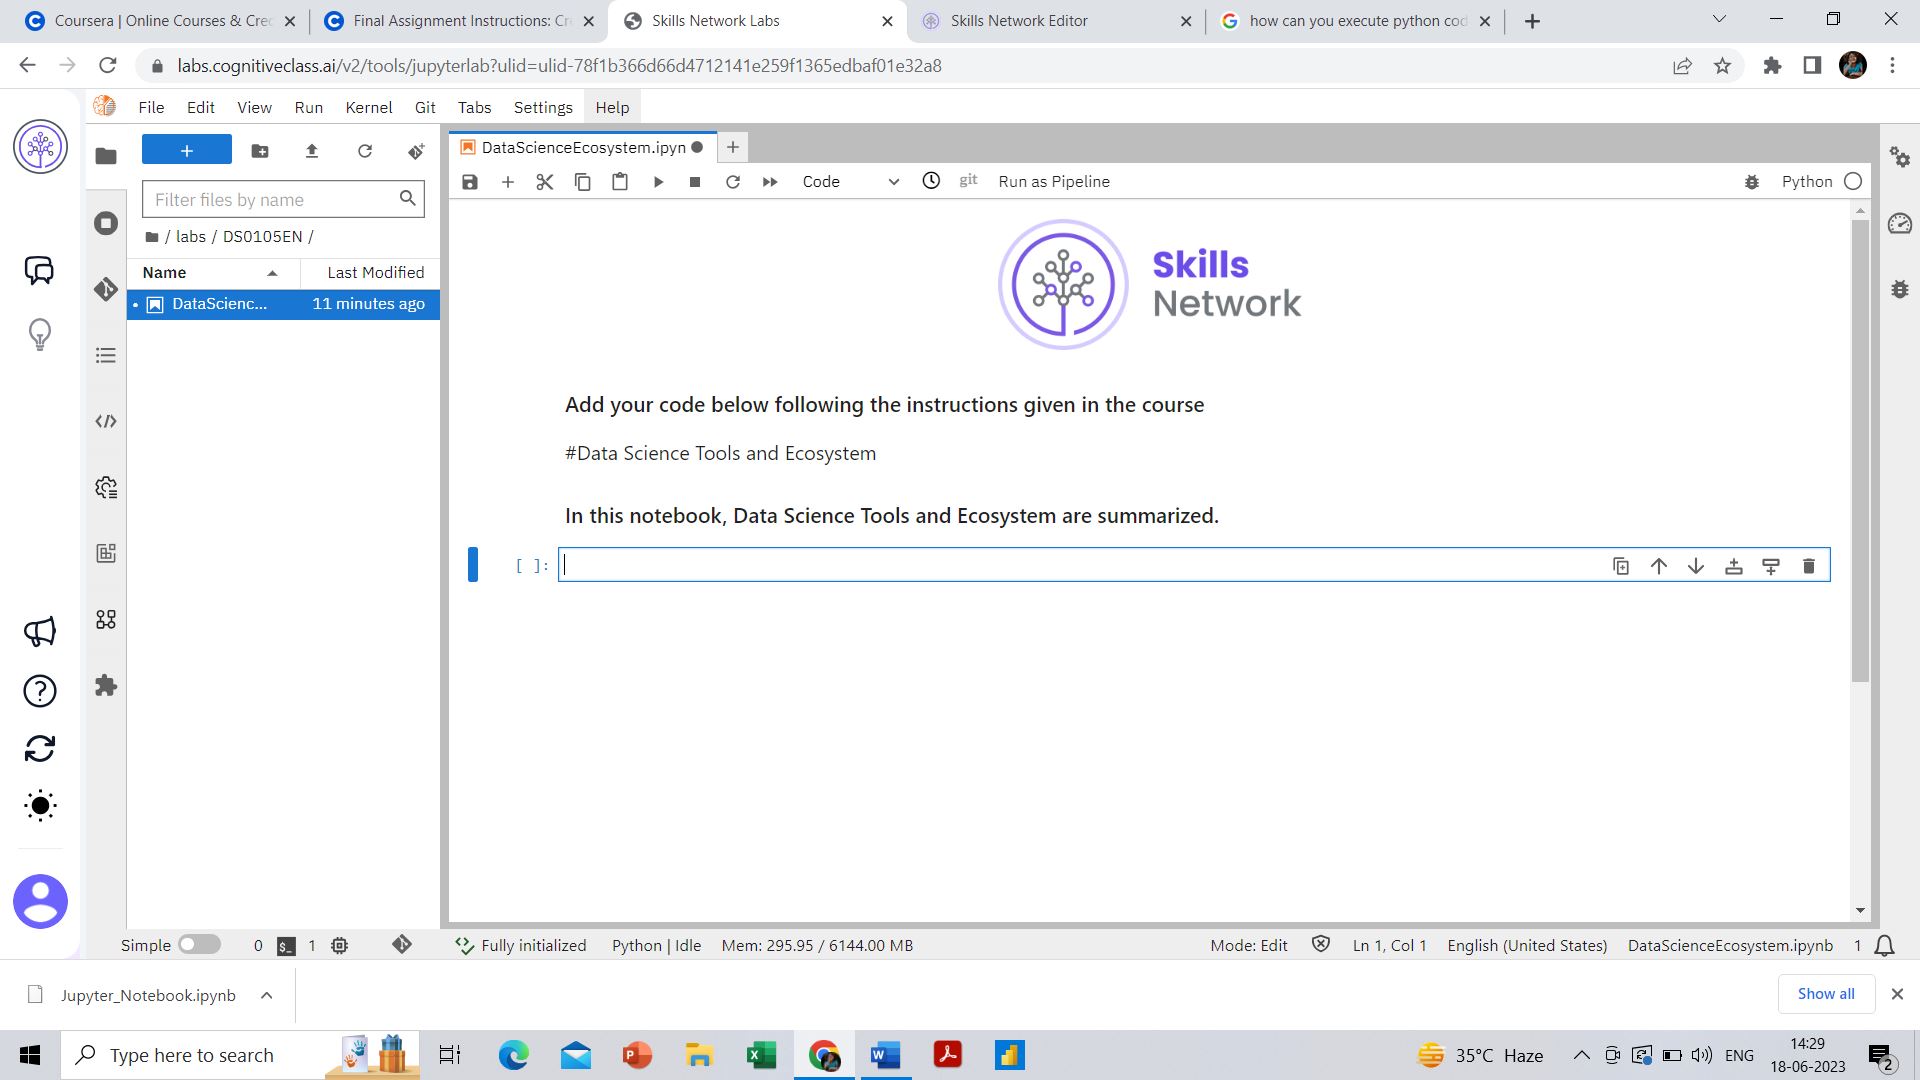 Coursera | Online Courses & Crec
Final Assignment Instructions: Cre
Skills Network Labs
Skills Network Editor
how can you execute python cod
labs.cognitiveclass.ai/v2/tools/jupyterlab?ulid=ulid-78f1b366d66d4712141e259f1365edbaf01e32a8
File Edit View Run Kernel Git Tabs Settings Help
DataScienceEcosystem.ipyn
Code
git
Run as Pipeline
Python
Filter files by name
/ labs / DS0105EN /
Name Last Modified
DataScienc... 11 minutes ago
Skills
Network
Add your code below following the instructions given in the course
#Data Science Tools and Ecosystem
In this notebook, Data Science Tools and Ecosystem are summarized.
[ ]:
Simple 0 $_ 1 Fully initialized Python | Idle Mem: 295.95 / 6144.00 MB Mode: Edit Ln 1, Col 1 English (United States) DataScienceEcosystem.ipynb 1
Jupyter_Notebook.ipynb
Show all
Type here to search
35°C Haze
ENG
14:29
18-06-2023
2